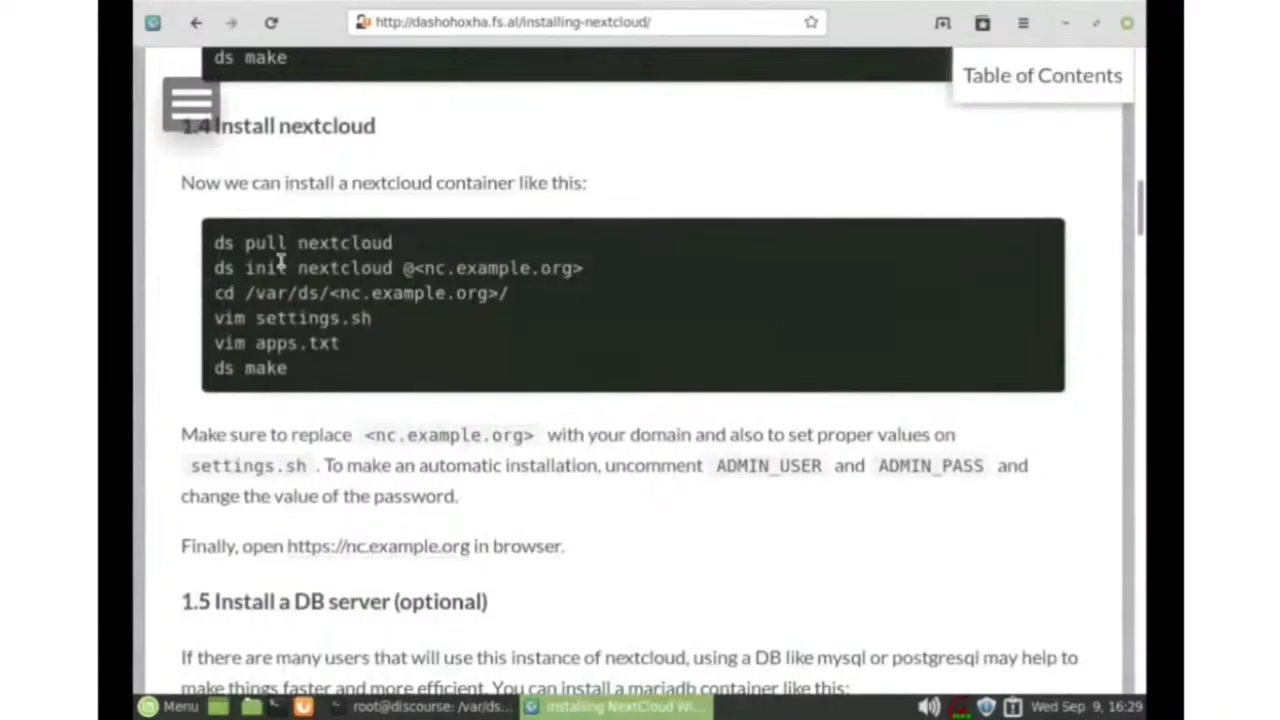 http://dashohoxha.fs.al/installing-nextcloud/
ds make
Table of Contents
1.4 Install nextcloud
Now we can install a nextcloud container like this:
ds pull nextcloud
ds init nextcloud @<nc.example.org>
cd /var/ds/<nc.example.org>/
vim settings.sh
vim apps.txt
ds make
Make sure to replace <nc.example.org> with your domain and also to set proper values on
settings.sh . To make an automatic installation, uncomment ADMIN_USER and ADMIN_PASS and
change the value of the password.
Finally, open https://nc.example.org in browser.
1.5 Install a DB server (optional)
If there are many users that will use this instance of nextcloud, using a DB like mysql or postgresql may help to
make things faster and more efficient. You can install a mariadb container like this:
Menu root@discourse: /var/ds... Installing NextCloud Wi... Wed Sep 9, 16:29